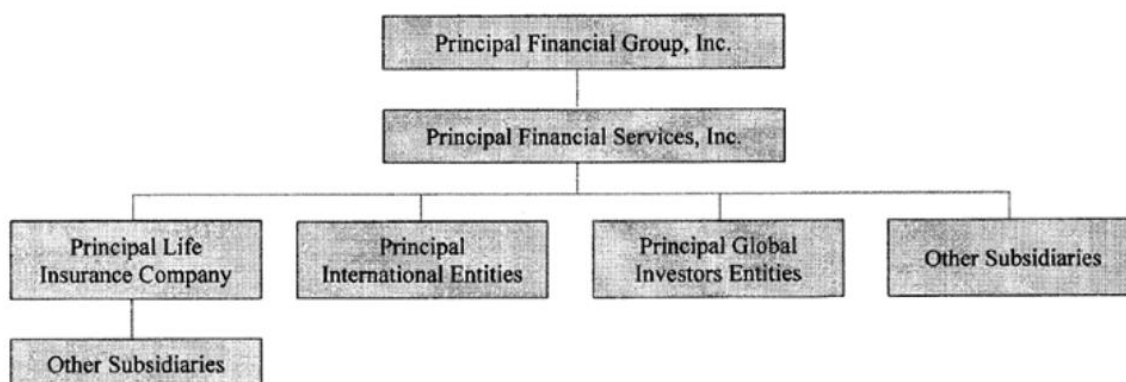 Principal Financial Group, Inc.
Principal Financial Services, Inc.
Principal Life
Insurance Company
Principal
International Entities
Principal Global
Investors Entities
Other Subsidiaries
Other Subsidiaries